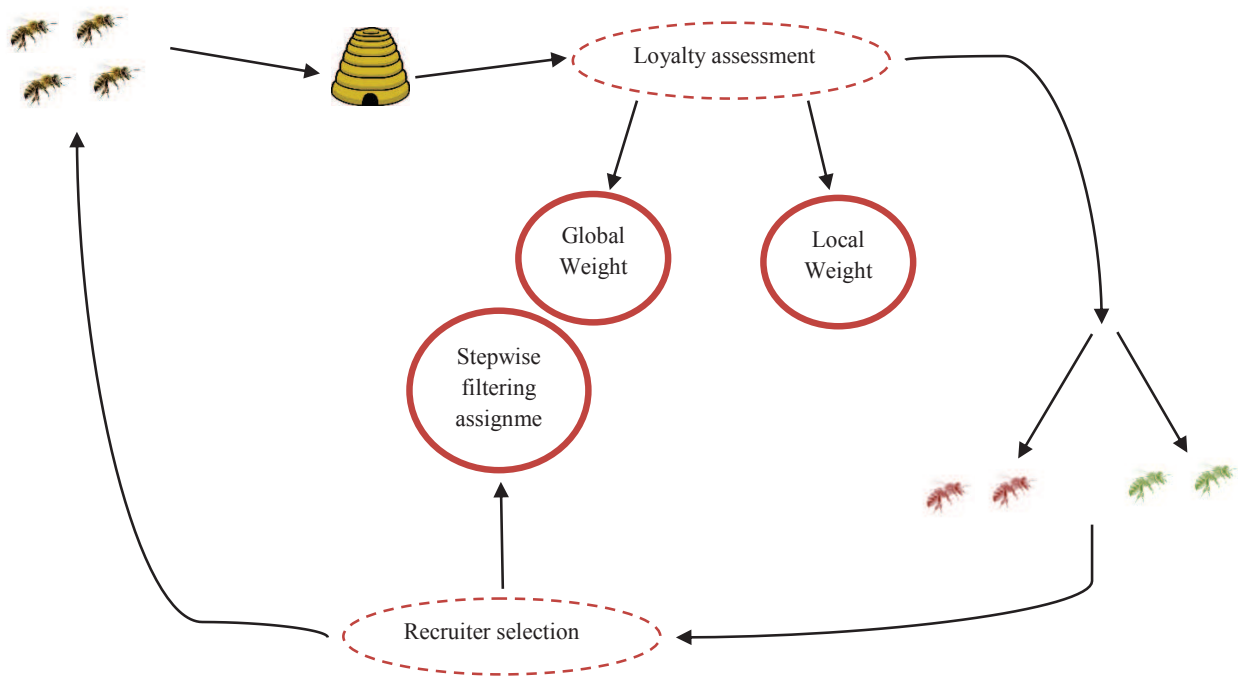 Loyalty assessment
Global
Weight
Local
Weight
Stepwise
filtering
assignme
Recruiter selection